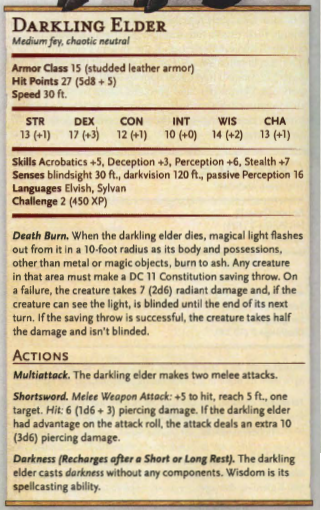 DARKLING ELDER
Medium fey, chaotic neutral
Armor Class 15 (studded leather armor)
Hit Points 27 (5d8 + 5)
Speed 30 ft.
STR DEX CON INT WIS CHA
13 (+1) 17 (+3) 12 (+1) 10 (+0) 14 (+2) 13 (+1)
Skills Acrobatics +5, Deception +3, Perception +6, Stealth +7
Senses blindsight 30 ft., darkvision 120 ft., passive Perception 16
Languages Elvish, Sylvan
Challenge 2 (450 XP)
Death Burn. When the darkling elder dies, magical light flashes
out from it in a 10-foot radius as its body and possessions,
other than metal or magic objects, burn to ash. Any creature
in that area must make a DC 11 Constitution saving throw. On
a failure, the creature takes 7 (2d6) radiant damage and, if the
creature can see the light, is blinded until the end of its next
turn. If the saving throw is successful, the creature takes half
the damage and isn't blinded.
ACTIONS
Multiattack. The darkling elder makes two melee attacks.
Shortsword. Melee Weapon Attack: +5 to hit, reach 5 ft., one
target. Hit: 6 (1d6 + 3) piercing damage. If the darkling elder
had advantage on the attack roll, the attack deals an extra 10
(3d6) piercing damage.
Darkness (Recharges after a Short or Long Rest). The darkling
elder casts darkness without any components. Wisdom is its
spellcasting ability.